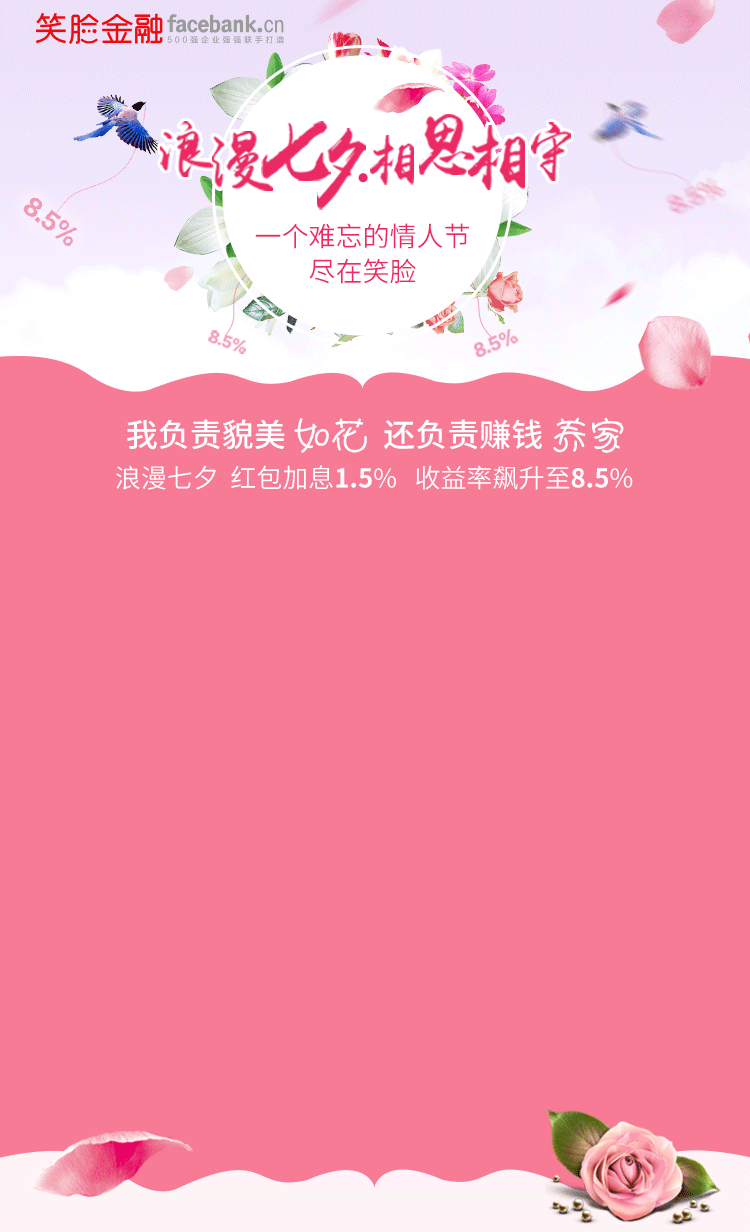 笑脸金融 facebank.cn
500强企业强强联手打造
浪漫七夕.相思相守
一个难忘的情人节
尽在笑脸
8.5%
8.5%
8.5%
8.5%
我负责貌美如花 还负责赚钱养家
浪漫七夕 红包加息1.5% 收益率飙升至8.5%